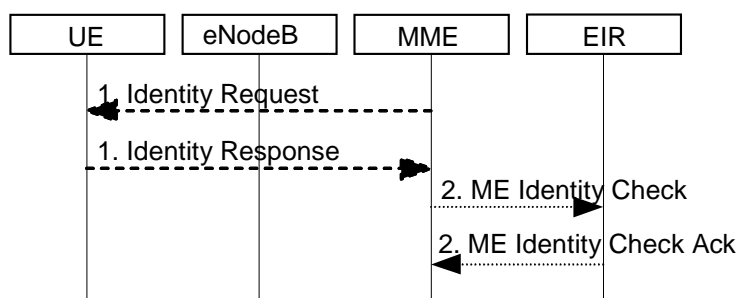 UE
eNodeB
MME
EIR
1. Identity Request
1. Identity Response
2. ME Identity Check
2. ME Identity Check Ack